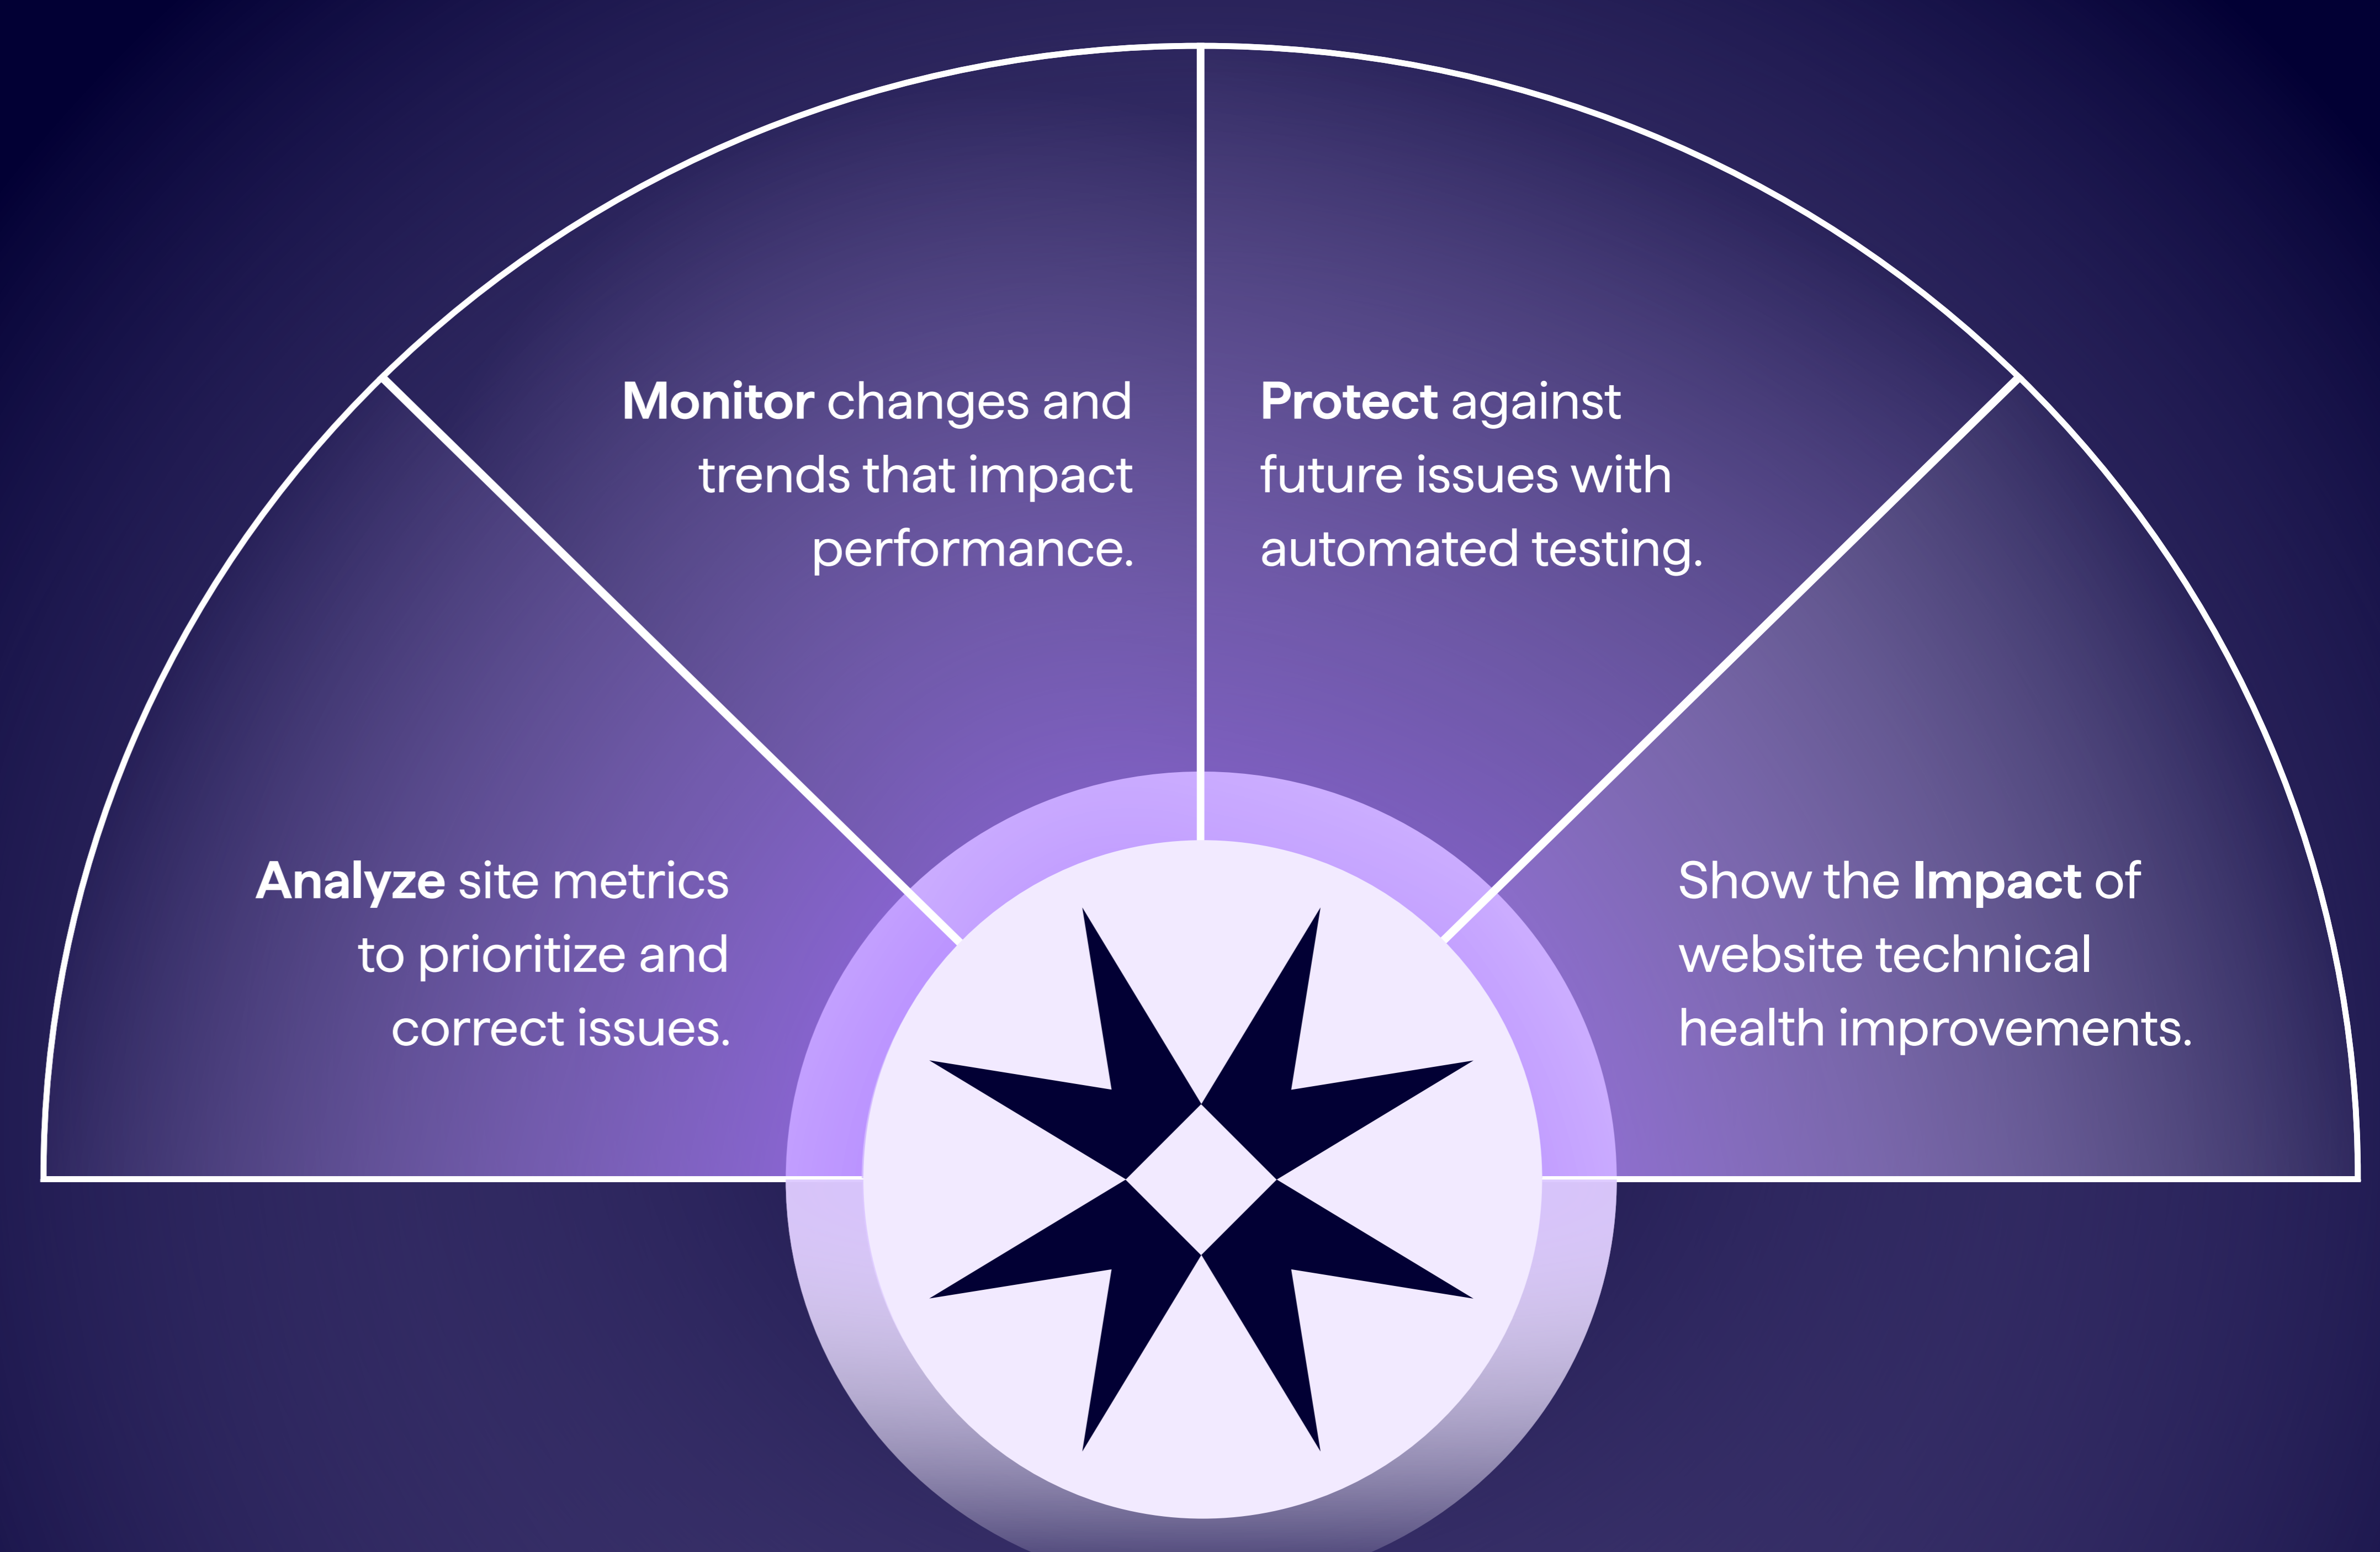 Monitor changes and
trends that impact
performance.
Protect against
future issues with
automated testing.
Analyze site metrics
to prioritize and
correct issues.
Show the Impact of
website technical
health improvements.